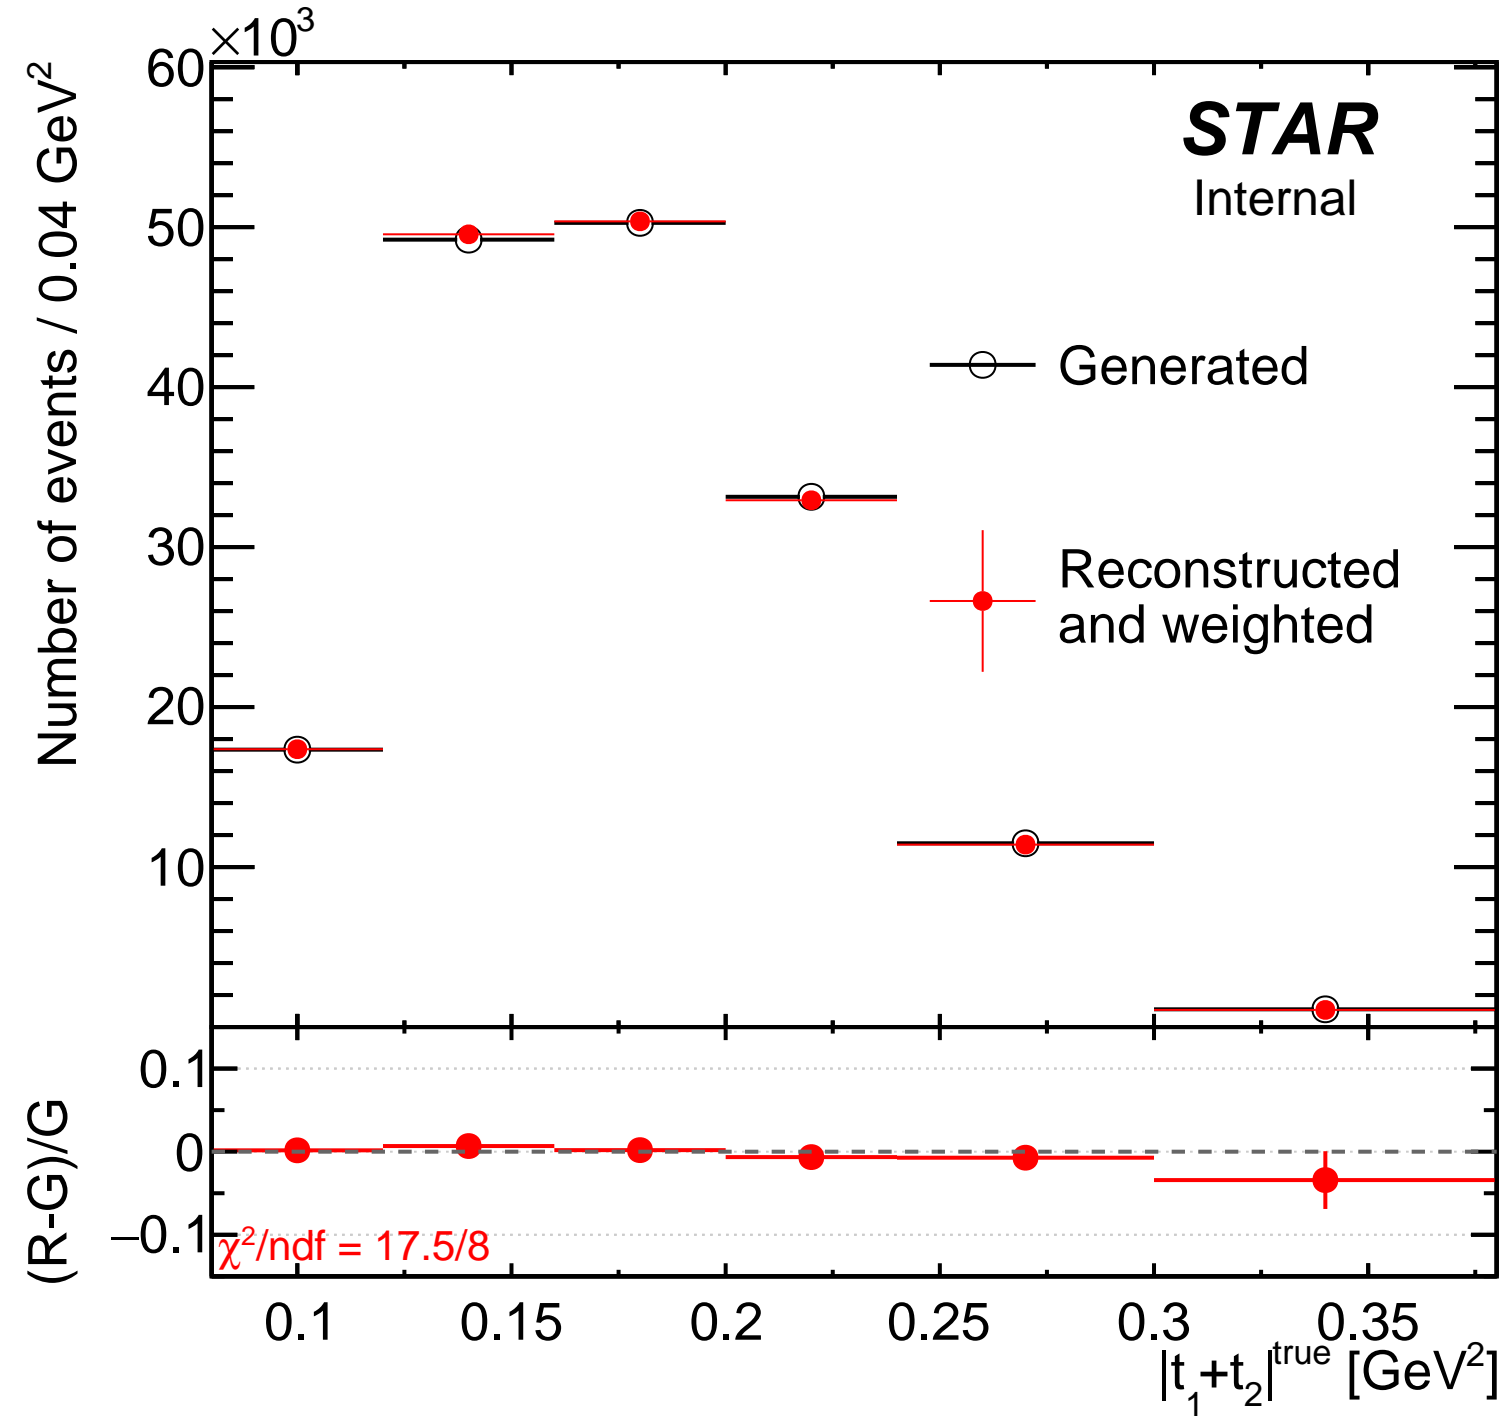 ×10³
60
50
40
30
20
10
Number of events / 0.04 GeV²
STAR
Internal
Generated
Reconstructed
and weighted
0.1
0
−0.1
(R-G)/G
χ²/ndf = 17.5/8
0.1 0.15 0.2 0.25 0.3 0.35
|t₁+t₂|ᵗʳᵘᵉ [GeV²]